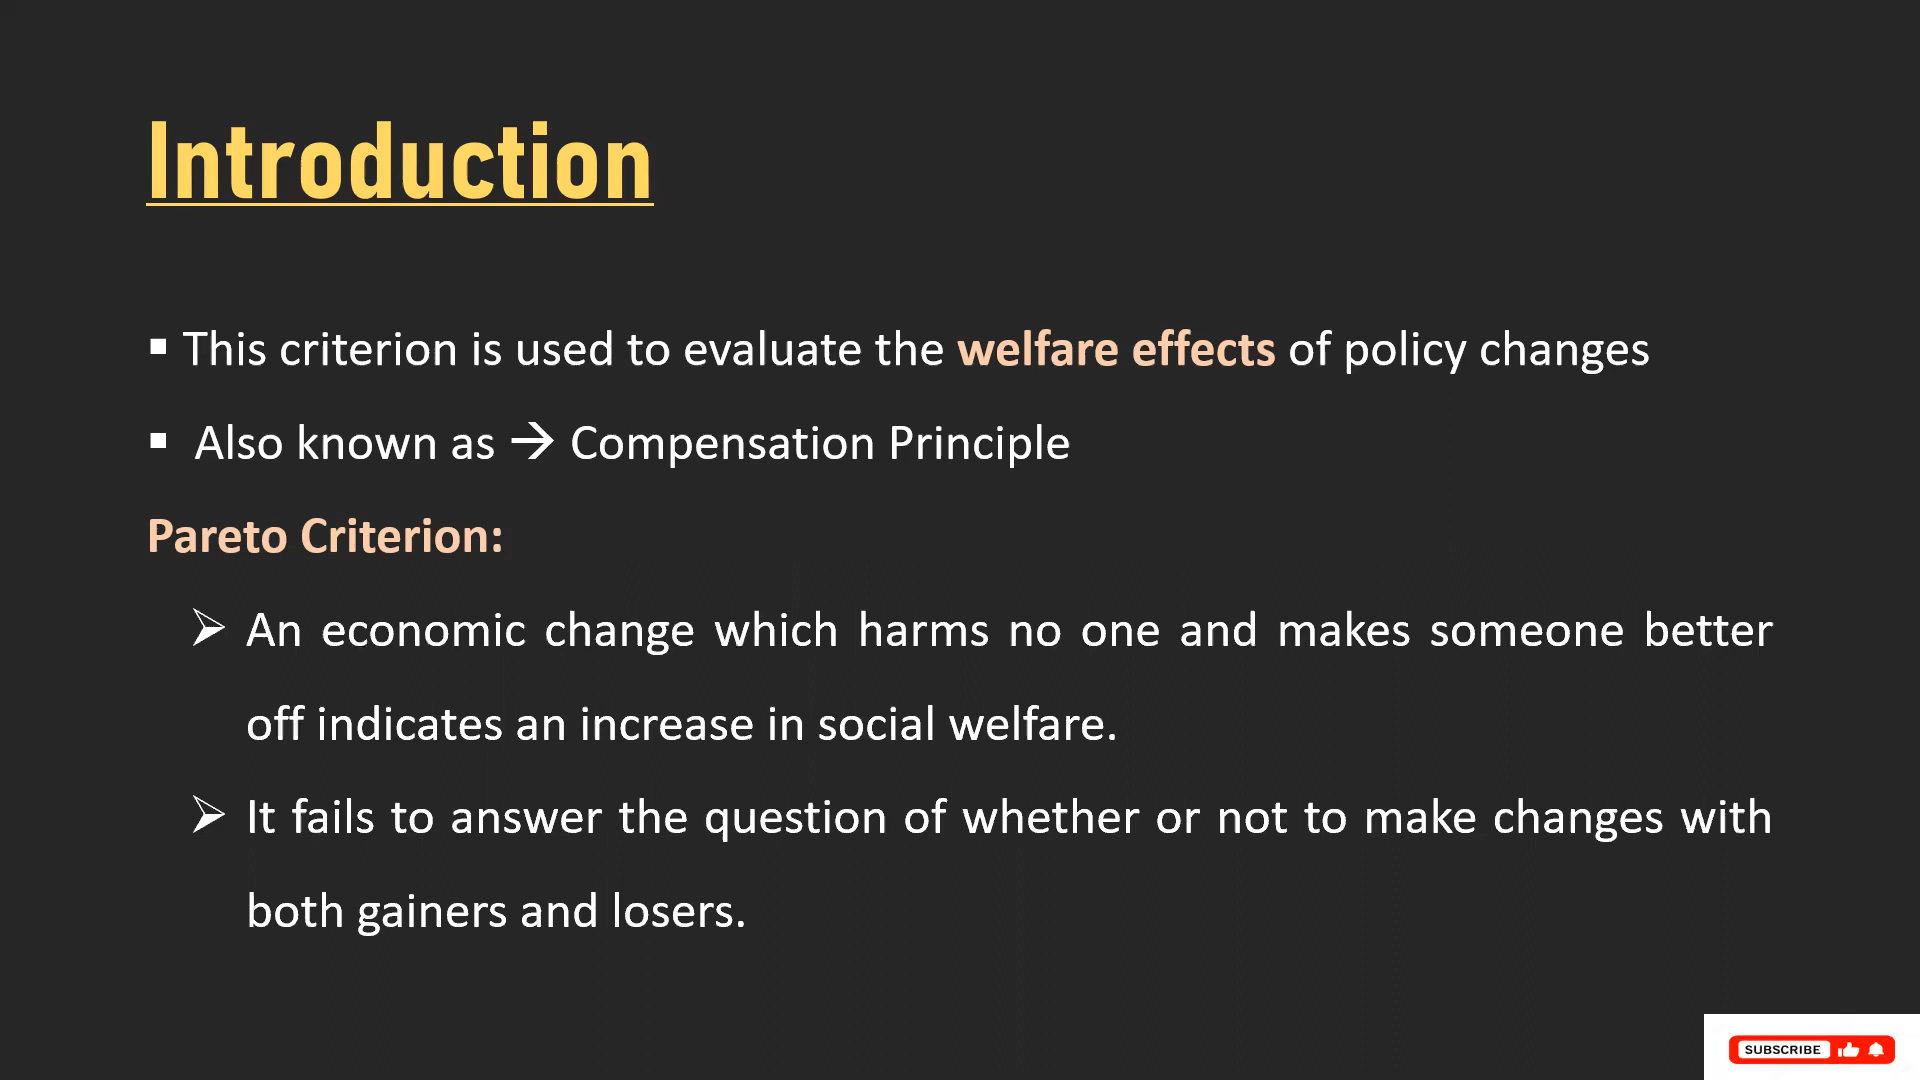 Introduction
▪ This criterion is used to evaluate the welfare effects of policy changes
▪ Also known as → Compensation Principle
Pareto Criterion:
➢ An economic change which harms no one and makes someone better
off indicates an increase in social welfare.
➢ It fails to answer the question of whether or not to make changes with
both gainers and losers.
SUBSCRIBE